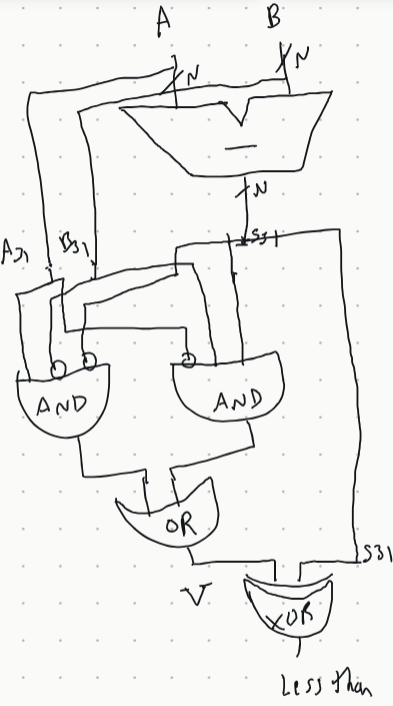 A B
N N
—
N
A31 B31 S31
AND AND
OR
S31
V
XOR
Less than